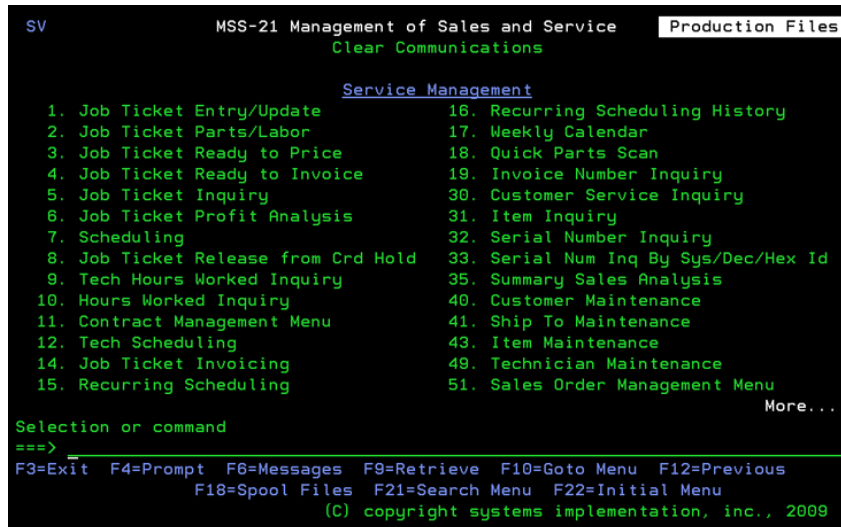 SV MSS-21 Management of Sales and Service Production Files
Clear Communications
Service Management
1. Job Ticket Entry/Update 16. Recurring Scheduling History
2. Job Ticket Parts/Labor 17. Weekly Calendar
3. Job Ticket Ready to Price 18. Quick Parts Scan
4. Job Ticket Ready to Invoice 19. Invoice Number Inquiry
5. Job Ticket Inquiry 30. Customer Service Inquiry
6. Job Ticket Profit Analysis 31. Item Inquiry
7. Scheduling 32. Serial Number Inquiry
8. Job Ticket Release from Crd Hold 33. Serial Num Inq By Sys/Dec/Hex Id
9. Tech Hours Worked Inquiry 35. Summary Sales Analysis
10. Hours Worked Inquiry 40. Customer Maintenance
11. Contract Management Menu 41. Ship To Maintenance
12. Tech Scheduling 43. Item Maintenance
14. Job Ticket Invoicing 49. Technician Maintenance
15. Recurring Scheduling 51. Sales Order Management Menu
More...
Selection or command
===>
F3=Exit F4=Prompt F6=Messages F9=Retrieve F10=Goto Menu F12=Previous
F18=Spool Files F21=Search Menu F22=Initial Menu
(C) copyright systems implementation, inc., 2009